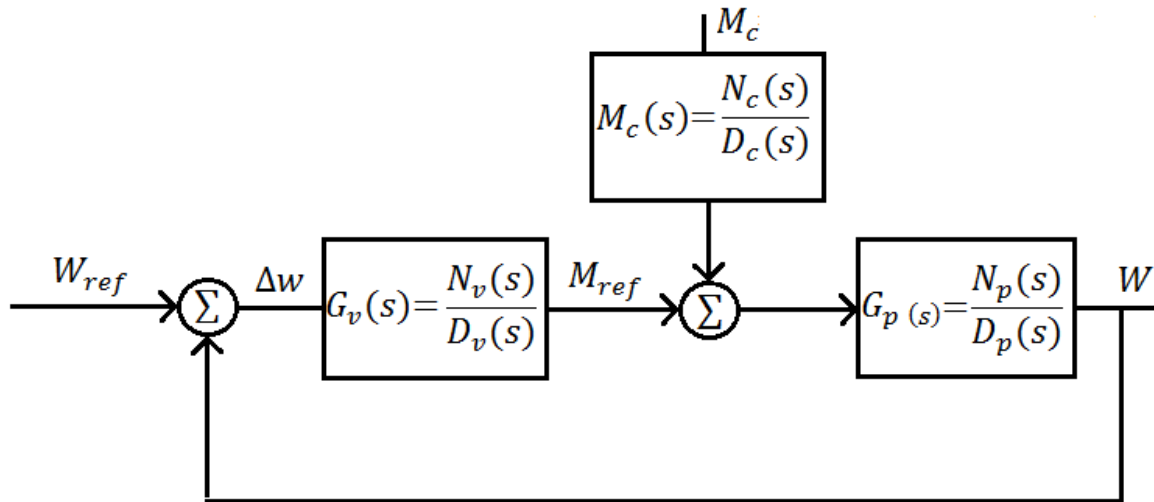 M_c
M_c(s)=N_c(s)/D_c(s)
W_ref
Σ
Δw
G_v(s)=N_v(s)/D_v(s)
M_ref
Σ
G_p (s)=N_p(s)/D_p(s)
W